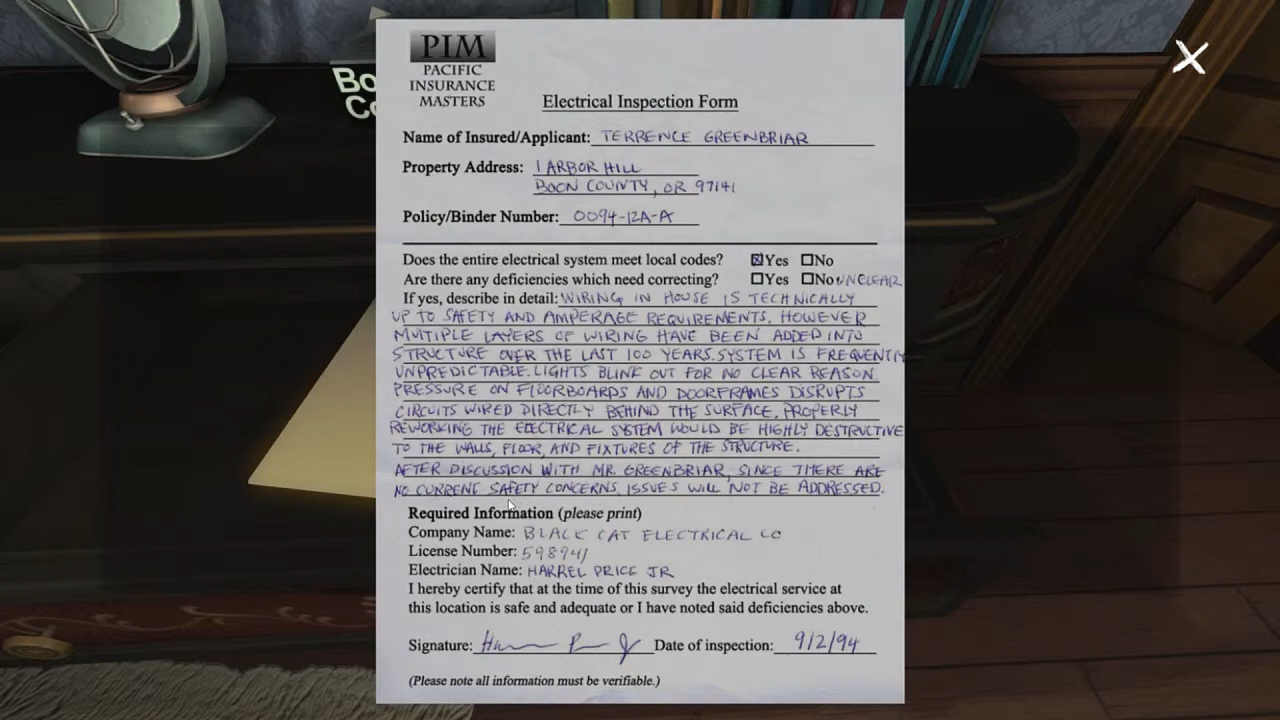 PIM
PACIFIC
INSURANCE
MASTERS
Electrical Inspection Form
Name of Insured/Applicant: TERRENCE GREENBRIAR
Property Address: 1 ARBOR HILL
BOON COUNTY, OR 97141
Policy/Binder Number: 0094-12A-A
Does the entire electrical system meet local codes? ☒Yes ☐No
Are there any deficiencies which need correcting? ☐Yes ☐No UNCLEAR
If yes, describe in detail: WIRING IN HOUSE IS TECHNICALLY
UP TO SAFETY AND AMPERAGE REQUIREMENTS. HOWEVER
MULTIPLE LAYERS OF WIRING HAVE BEEN ADDED INTO
STRUCTURE OVER THE LAST 100 YEARS. SYSTEM IS FREQUENTLY
UNPREDICTABLE. LIGHTS BLINK OUT FOR NO CLEAR REASON.
PRESSURE ON FLOORBOARDS AND DOORFRAMES DISRUPTS
CIRCUITS WIRED DIRECTLY BEHIND THE SURFACE. PROPERLY
REWORKING THE ELECTRICAL SYSTEM WOULD BE HIGHLY DESTRUCTIVE
TO THE WALLS, FLOOR, AND FIXTURES OF THE STRUCTURE.
AFTER DISCUSSION WITH MR. GREENBRIAR, SINCE THERE ARE
NO CURRENT SAFETY CONCERNS, ISSUES WILL NOT BE ADDRESSED.
Required Information (please print)
Company Name: BLACK CAT ELECTRICAL CO
License Number: 598941
Electrician Name: HARREL PRICE JR
I hereby certify that at the time of this survey the electrical service at
this location is safe and adequate or I have noted said deficiencies above.
Signature: Date of inspection: 9/2/94
(Please note all information must be verifiable.)
Bo
Co